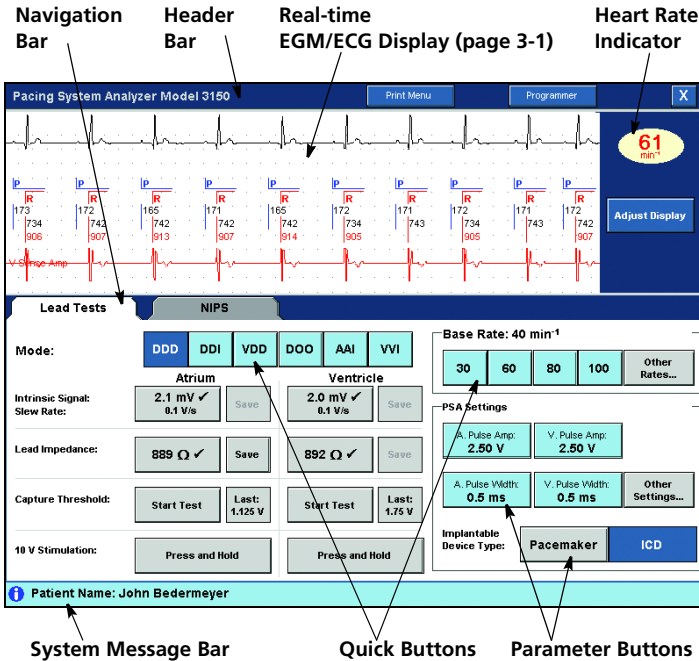 Navigation Bar
Header Bar
Real-time EGM/ECG Display (page 3-1)
Heart Rate Indicator
Pacing System Analyzer Model 3150
Print Menu
Programmer
X
61
min⁻¹
Adjust Display
P P P P P P P P P
R R R R R R R R R
173 172 165 171 172 172 171 171 172
734 742 742 742 742 734 743 743 742
906 907 913 907 914 905 905 907
V Sense Amp
Lead Tests
NIPS
Mode:
DDD DDI VDD DOO AAI VVI
Base Rate: 40 min⁻¹
30 60 80 100 Other Rates...
Atrium Ventricle
Intrinsic Signal:
Slew Rate:
2.1 mV ✓
0.1 V/s
Save
2.0 mV ✓
0.1 V/s
Save
PSA Settings
A. Pulse Amp:
2.50 V
V. Pulse Amp:
2.50 V
Lead Impedance:
889 Ω ✓
Save
892 Ω ✓
Save
A. Pulse Width:
0.5 ms
V. Pulse Width:
0.5 ms
Other Settings...
Capture Threshold:
Start Test
Last:
1.125 V
Start Test
Last:
1.75 V
Implantable Device Type:
Pacemaker
ICD
10 V Stimulation:
Press and Hold
Press and Hold
Patient Name: John Bedermeyer
System Message Bar
Quick Buttons
Parameter Buttons